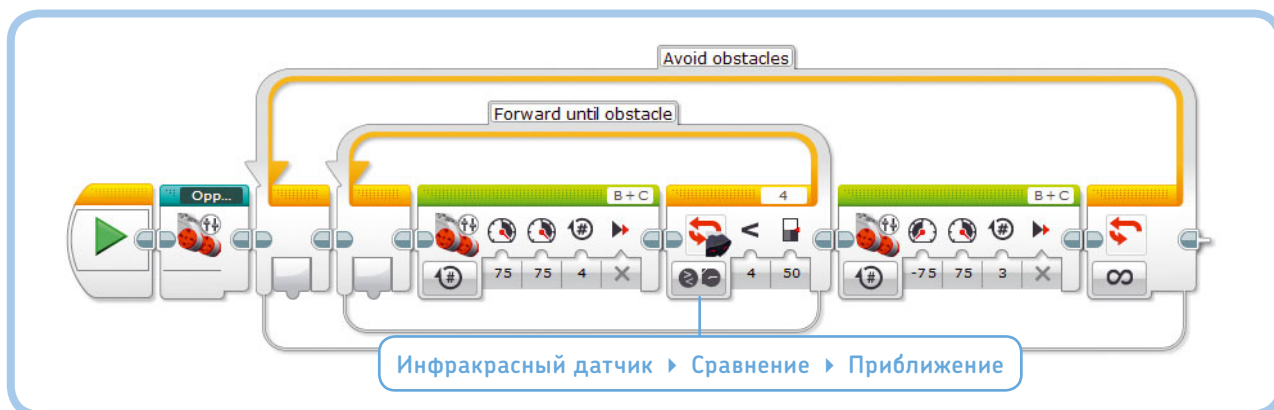 Avoid obstacles
Forward until obstacle
Opp...
B+C
4
B+C
#
#
<
#
75 75 4
4 50
-75 75 3
∞
Инфракрасный датчик ▸ Сравнение ▸ Приближение